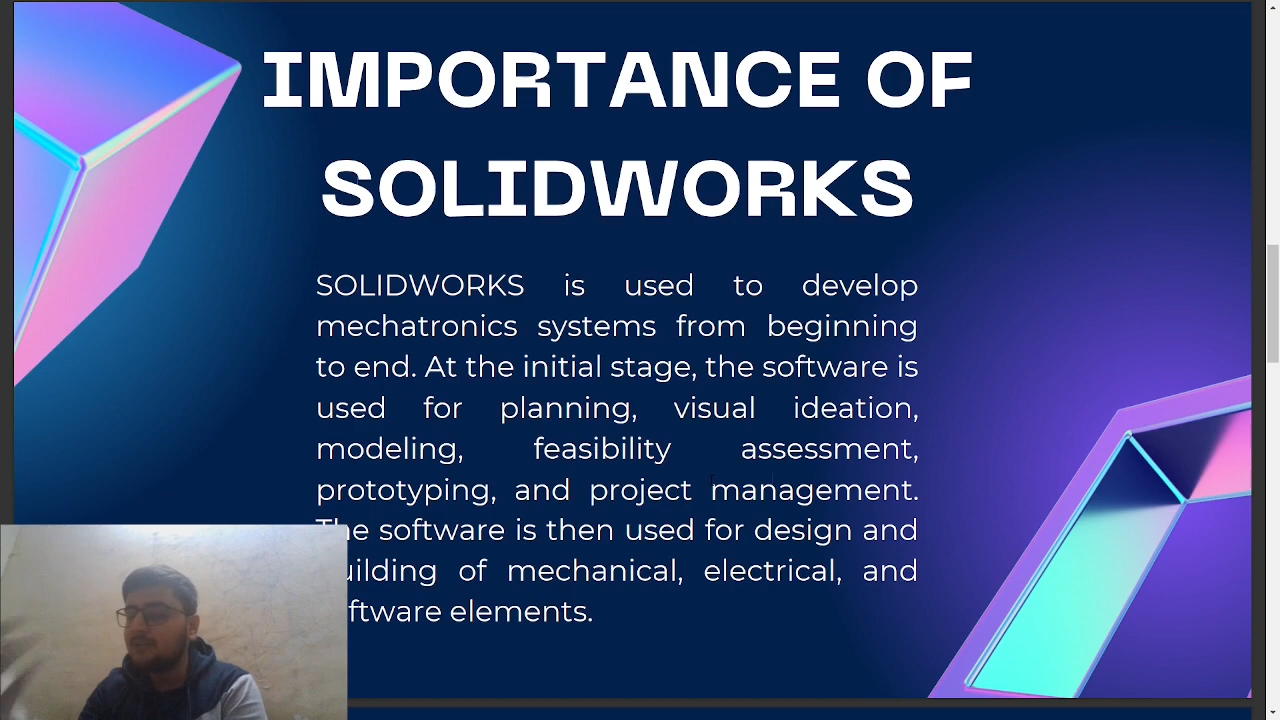 IMPORTANCE OF
SOLIDWORKS
SOLIDWORKS is used to develop
mechatronics systems from beginning
to end. At the initial stage, the software is
used for planning, visual ideation,
modeling, feasibility assessment,
prototyping, and project management.
The software is then used for design and
uilding of mechanical, electrical, and
ftware elements.